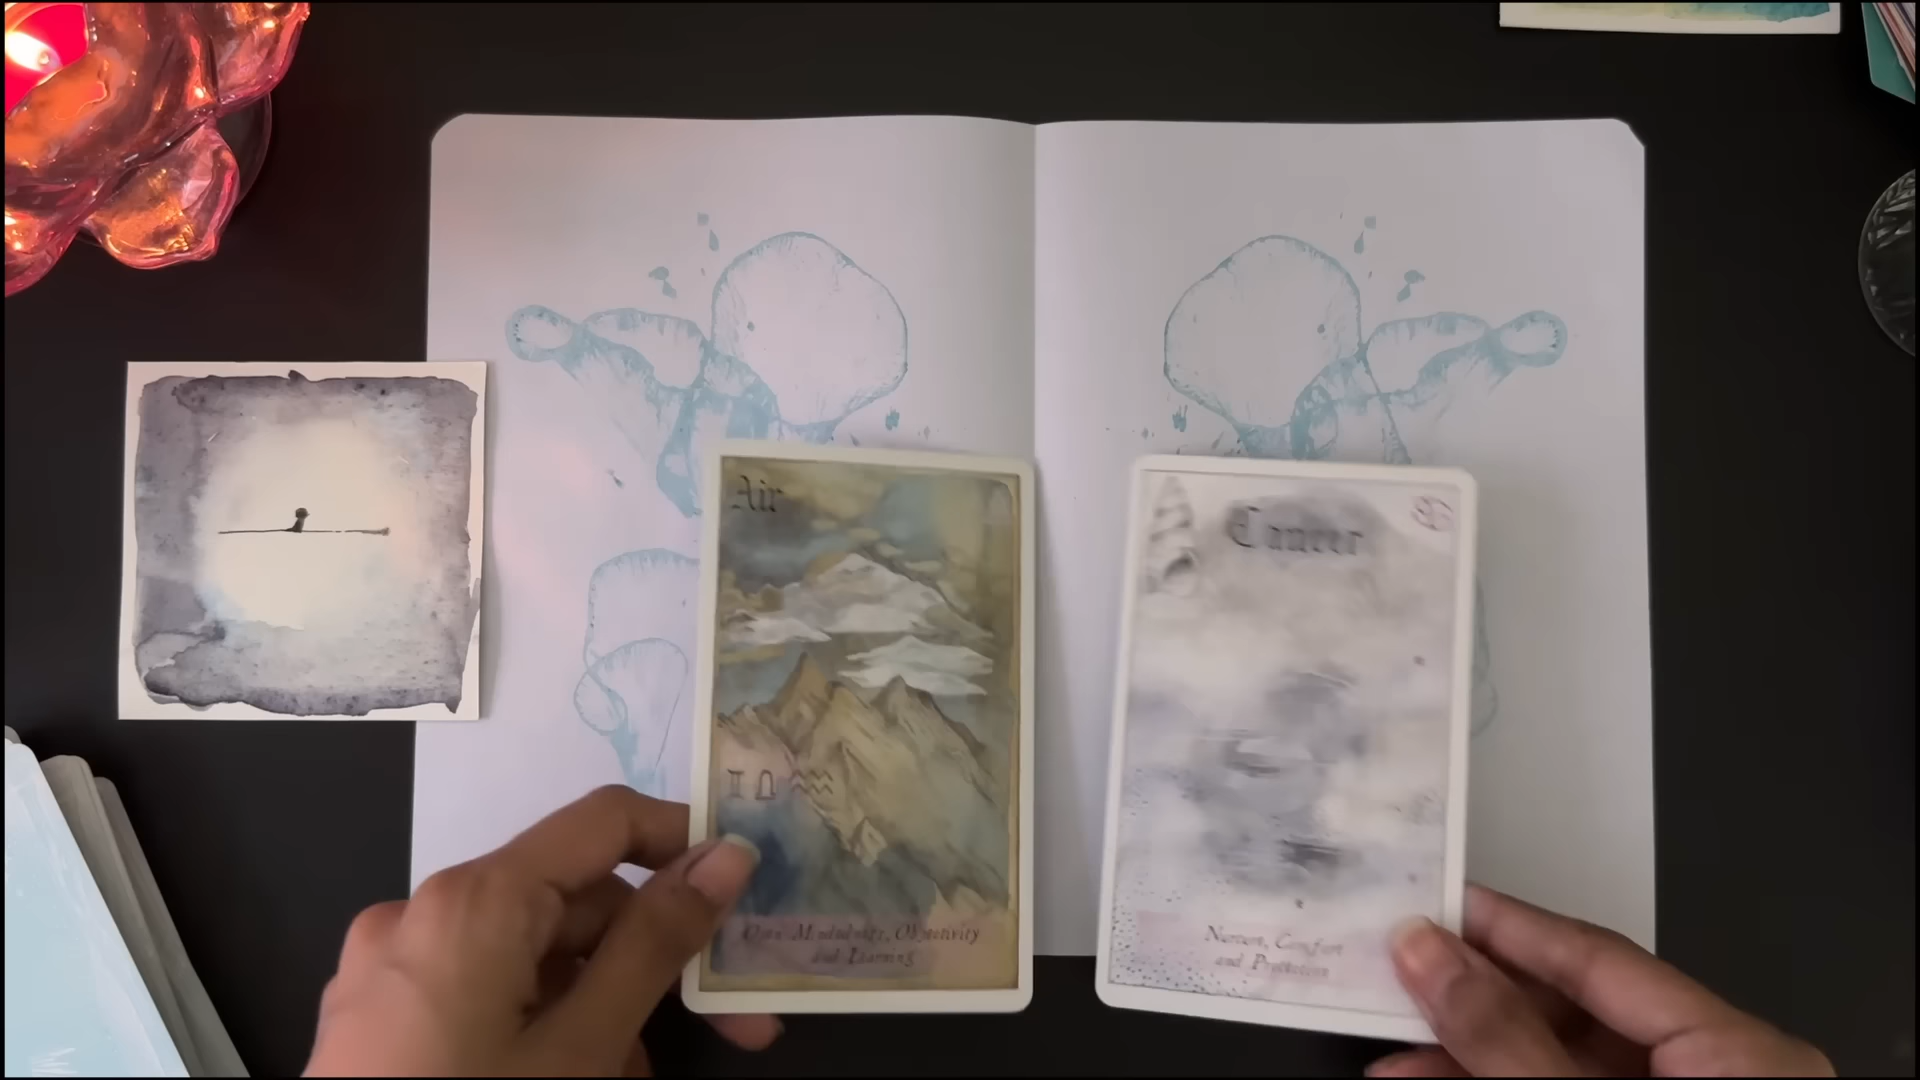 Air
♊ ♎ ♒
Open Mindedness, Objectivity
and Learning
Cancer
♋
Nurture, Comfort
and Protection